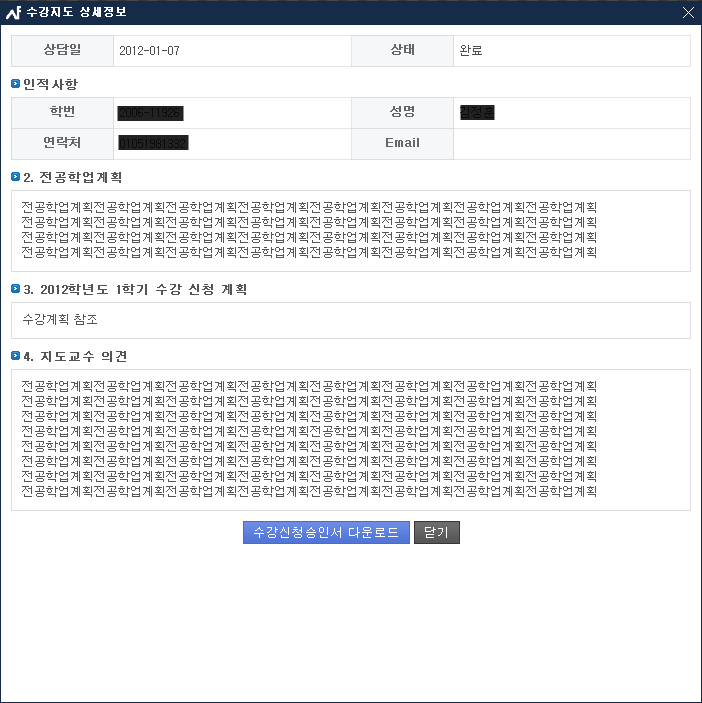 수강지도 상세정보
상담일 2012-01-07 상태 완료
인적사항
학번 성명
연락처 Email
2. 전공학업계획
전공학업계획전공학업계획전공학업계획전공학업계획전공학업계획전공학업계획전공학업계획전공학업계획
전공학업계획전공학업계획전공학업계획전공학업계획전공학업계획전공학업계획전공학업계획전공학업계획
전공학업계획전공학업계획전공학업계획전공학업계획전공학업계획전공학업계획전공학업계획전공학업계획
전공학업계획전공학업계획전공학업계획전공학업계획전공학업계획전공학업계획전공학업계획전공학업계획
3. 2012학년도 1학기 수강 신청 계획
수강계획 참조
4. 지도교수 의견
전공학업계획전공학업계획전공학업계획전공학업계획전공학업계획전공학업계획전공학업계획전공학업계획
전공학업계획전공학업계획전공학업계획전공학업계획전공학업계획전공학업계획전공학업계획전공학업계획
전공학업계획전공학업계획전공학업계획전공학업계획전공학업계획전공학업계획전공학업계획전공학업계획
전공학업계획전공학업계획전공학업계획전공학업계획전공학업계획전공학업계획전공학업계획전공학업계획
전공학업계획전공학업계획전공학업계획전공학업계획전공학업계획전공학업계획전공학업계획전공학업계획
전공학업계획전공학업계획전공학업계획전공학업계획전공학업계획전공학업계획전공학업계획전공학업계획
전공학업계획전공학업계획전공학업계획전공학업계획전공학업계획전공학업계획전공학업계획전공학업계획
전공학업계획전공학업계획전공학업계획전공학업계획전공학업계획전공학업계획전공학업계획전공학업계획
수강신청승인서 다운로드 닫기